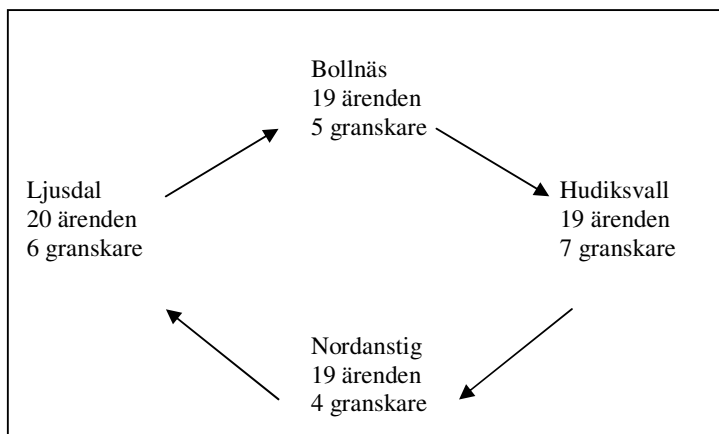 Bollnäs
19 ärenden
5 granskare
Ljusdal
20 ärenden
6 granskare
Hudiksvall
19 ärenden
7 granskare
Nordanstig
19 ärenden
4 granskare